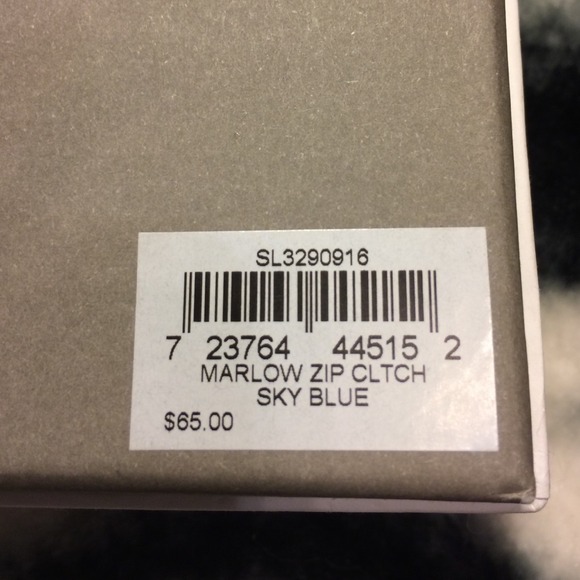 SL3290916
7 23764 44515 2
MARLOW ZIP CLTCH
SKY BLUE
$65.00